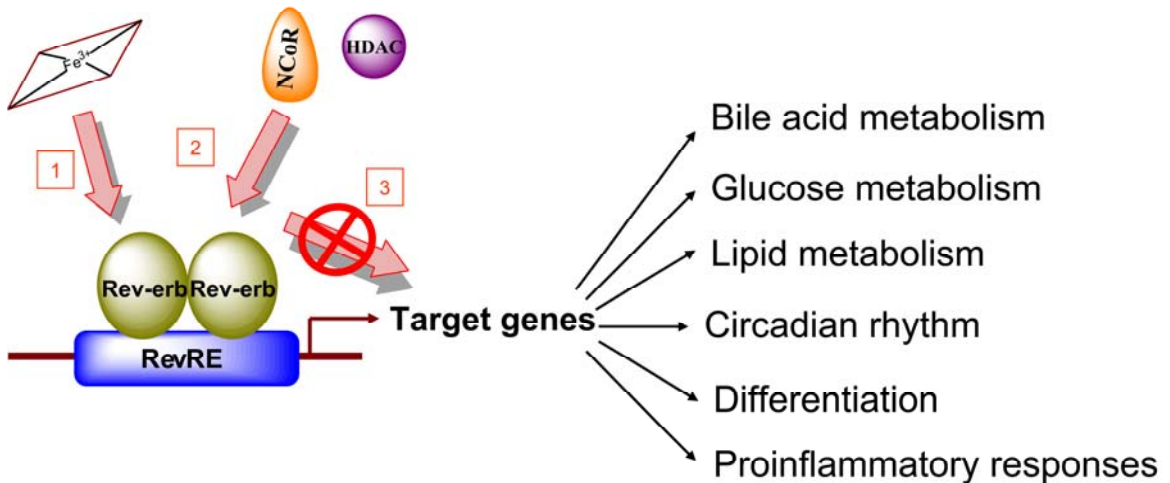 Fe3+
NCoR
HDAC
1
2
3
Rev-erb
Rev-erb
RevRE
Target genes
Bile acid metabolism
Glucose metabolism
Lipid metabolism
Circadian rhythm
Differentiation
Proinflammatory responses